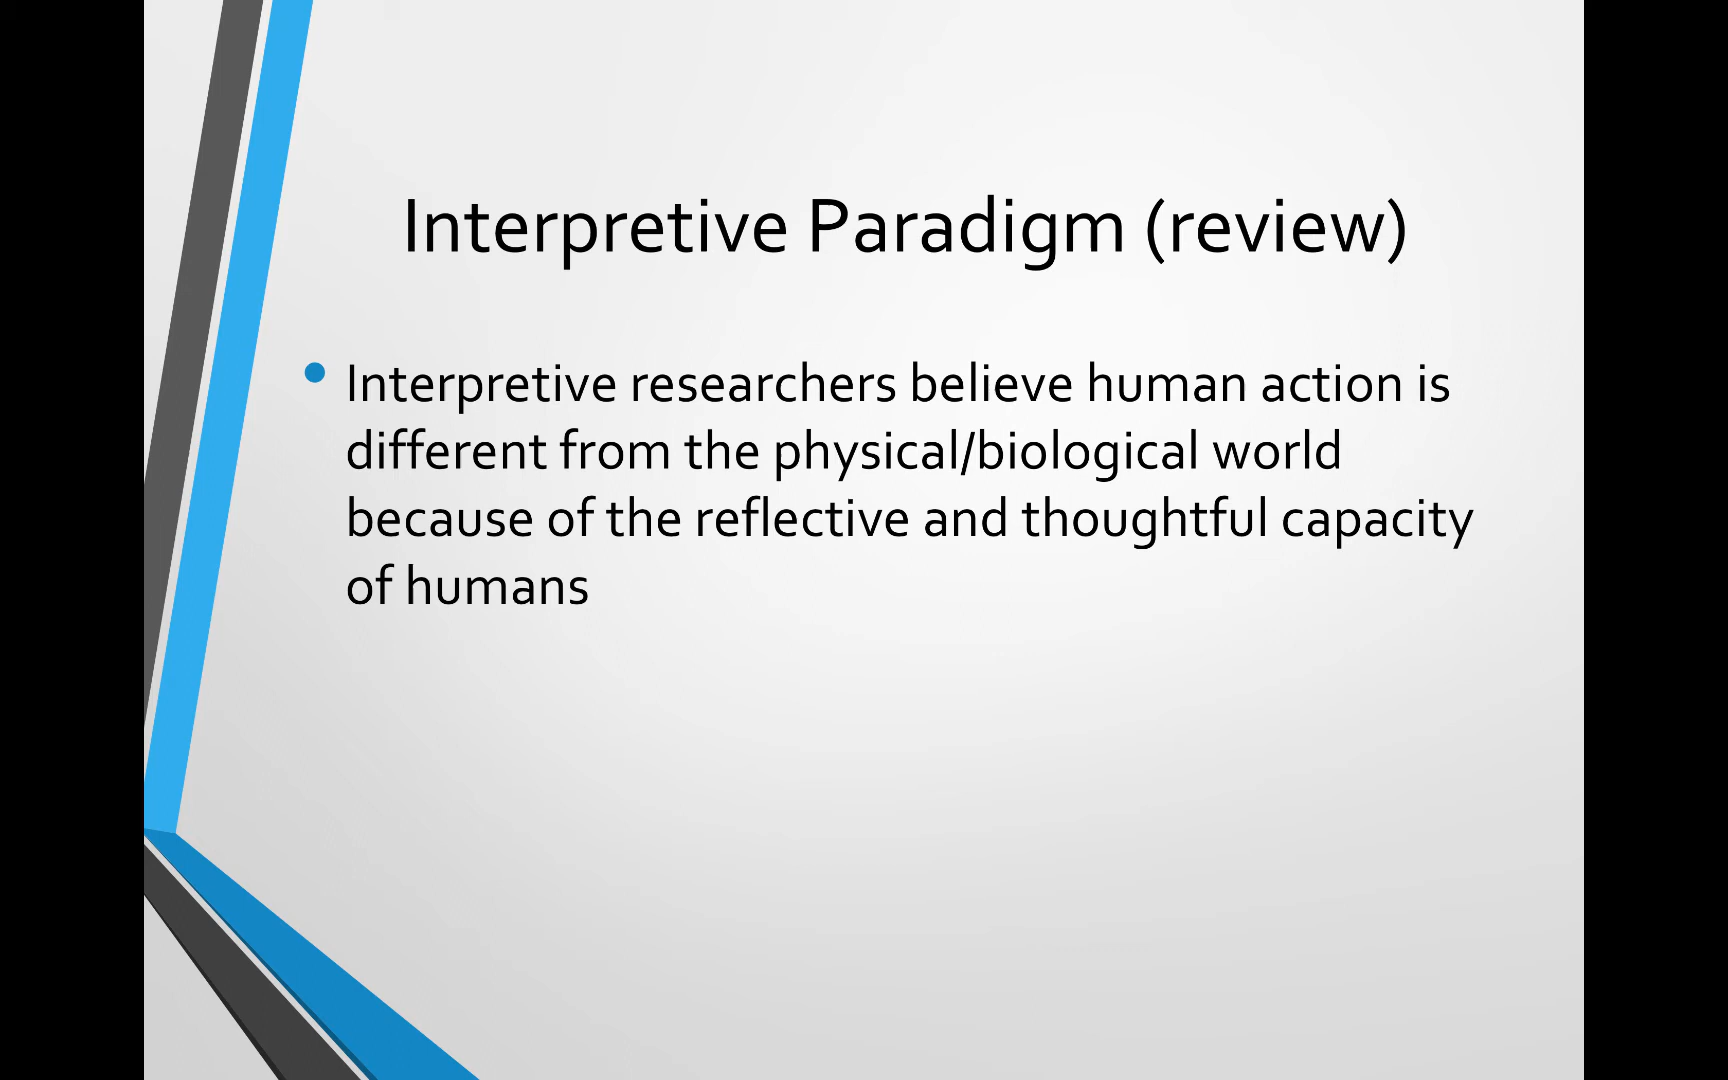 Interpretive Paradigm (review)
• Interpretive researchers believe human action is
different from the physical/biological world
because of the reflective and thoughtful capacity
of humans